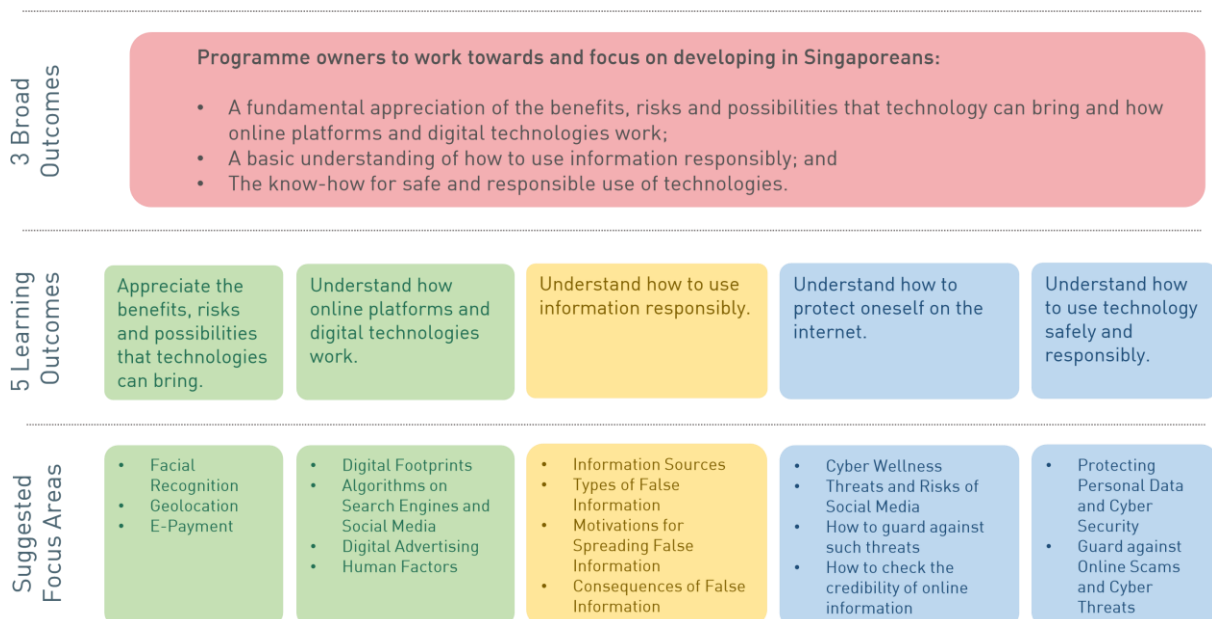 3 Broad
Outcomes
Programme owners to work towards and focus on developing in Singaporeans:
• A fundamental appreciation of the benefits, risks and possibilities that technology can bring and how
online platforms and digital technologies work;
• A basic understanding of how to use information responsibly; and
• The know-how for safe and responsible use of technologies.
5 Learning
Outcomes
Appreciate the
benefits, risks
and possibilities
that technologies
can bring.
Understand how
online platforms and
digital technologies
work.
Understand how to use
information responsibly.
Understand how to
protect oneself on the
internet.
Understand how
to use technology
safely and
responsibly.
Suggested
Focus Areas
• Facial
Recognition
• Geolocation
• E-Payment
• Digital Footprints
• Algorithms on
Search Engines and
Social Media
• Digital Advertising
• Human Factors
• Information Sources
• Types of False
Information
• Motivations for
Spreading False
Information
• Consequences of False
Information
• Cyber Wellness
• Threats and Risks of
Social Media
• How to guard against
such threats
• How to check the
credibility of online
information
• Protecting
Personal Data
and Cyber
Security
• Guard against
Online Scams
and Cyber
Threats